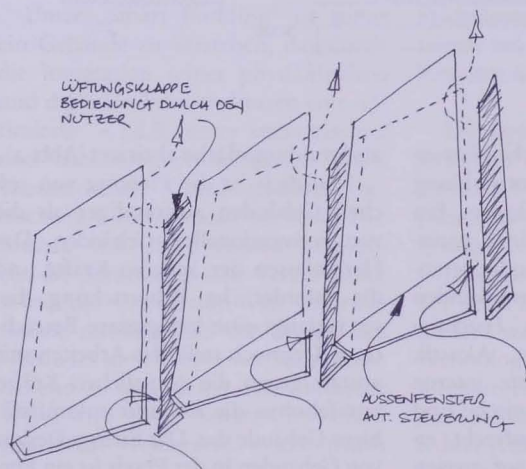 LÜFTUNGSKLAPPE
BEDIENUNG DURCH DEN
NUTZER
AUSSENFENSTER
AUT. STEUERUNG